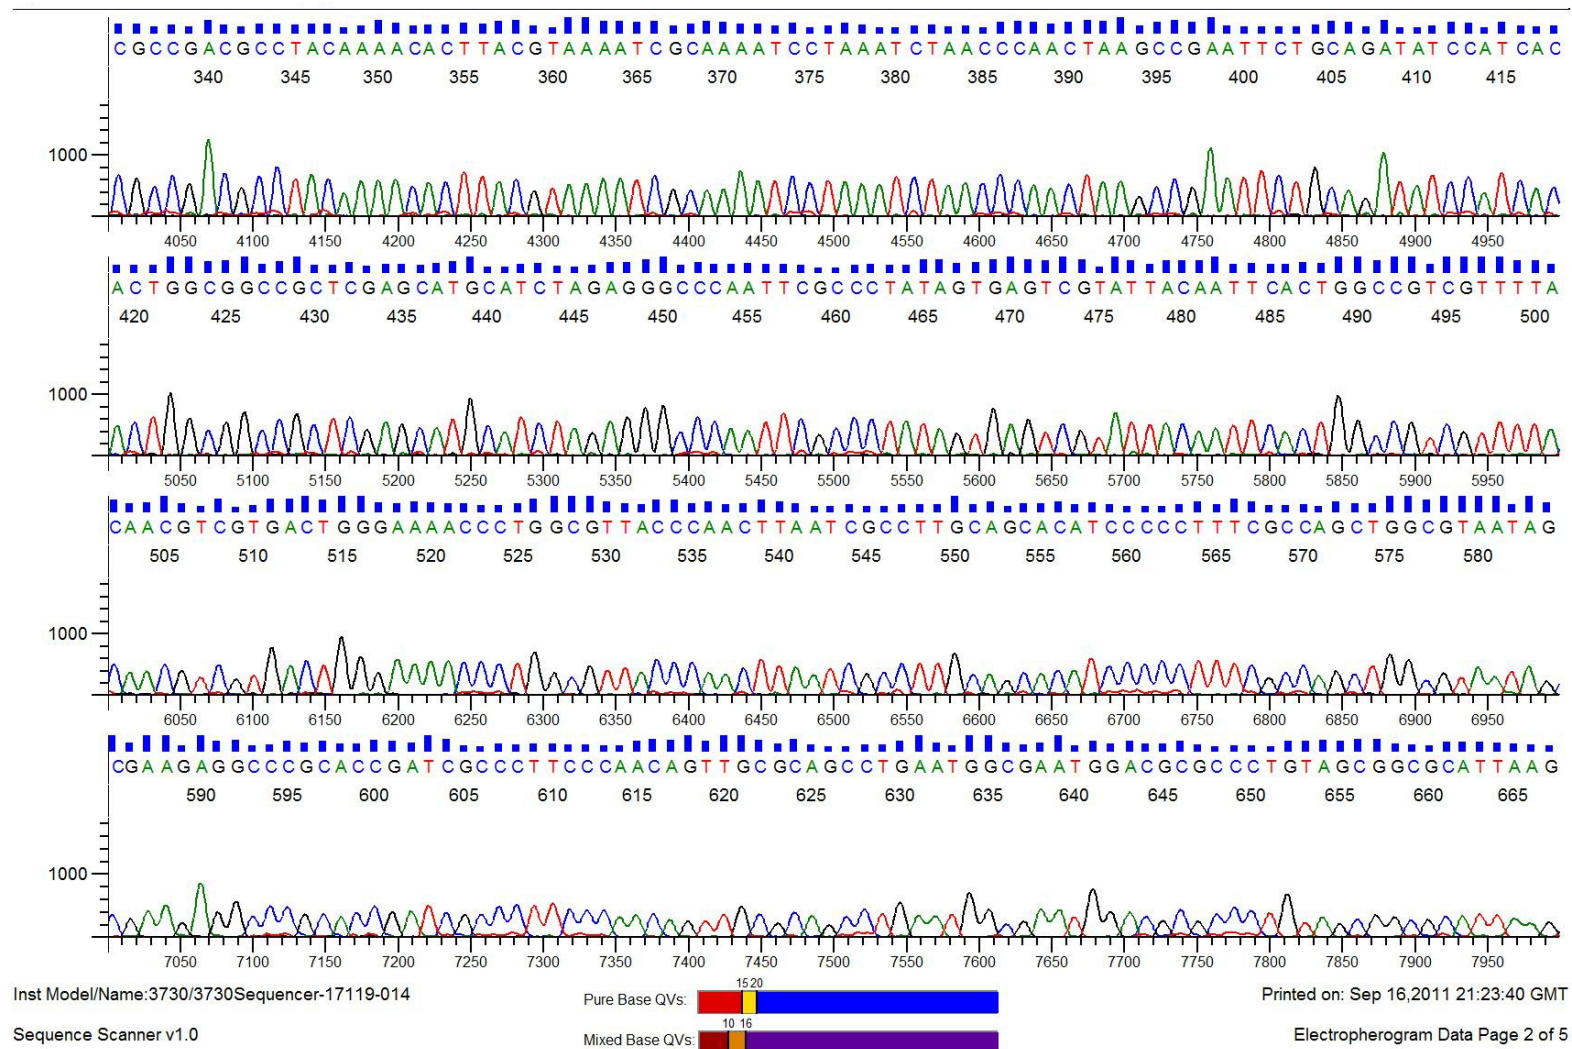 CGCCGACGCCTACAAAACACTTACGTAAAATCGCAAAATCCTAAATCTAACCCAACTAAGCCGAATTCTGCAGATATCCATCAC
340 345 350 355 360 365 370 375 380 385 390 395 400 405 410 415
1000
4050 4100 4150 4200 4250 4300 4350 4400 4450 4500 4550 4600 4650 4700 4750 4800 4850 4900 4950
ACTGGCGGCCGCTCGAGCATGCATCTAGAGGGCCCAATTCGCCCTATAGTGAGTCGTATTACAATTCACTGGCCGTCGTTTTA
420 425 430 435 440 445 450 455 460 465 470 475 480 485 490 495 500
1000
5050 5100 5150 5200 5250 5300 5350 5400 5450 5500 5550 5600 5650 5700 5750 5800 5850 5900 5950
CAACGTCGTGACTGGGAAAACCCTGGCGTTACCCAACTTAATCGCCTTGCAGCACATCCCCCTTTCGCCAGCTGGCGTAATAG
505 510 515 520 525 530 535 540 545 550 555 560 565 570 575 580
1000
6050 6100 6150 6200 6250 6300 6350 6400 6450 6500 6550 6600 6650 6700 6750 6800 6850 6900 6950
CGAAGAGGCCCGCACCGATCGCCCTTCCCAACAGTTGCGCAGCCTGAATGGCGAATGGACGCGCCCTGTAGCGGCGCATTAAG
590 595 600 605 610 615 620 625 630 635 640 645 650 655 660 665
1000
7050 7100 7150 7200 7250 7300 7350 7400 7450 7500 7550 7600 7650 7700 7750 7800 7850 7900 7950
Inst Model/Name:3730/3730Sequencer-17119-014
Sequence Scanner v1.0
15 20
Pure Base QVs:
10 16
Mixed Base QVs:
Printed on: Sep 16,2011 21:23:40 GMT
Electropherogram Data Page 2 of 5